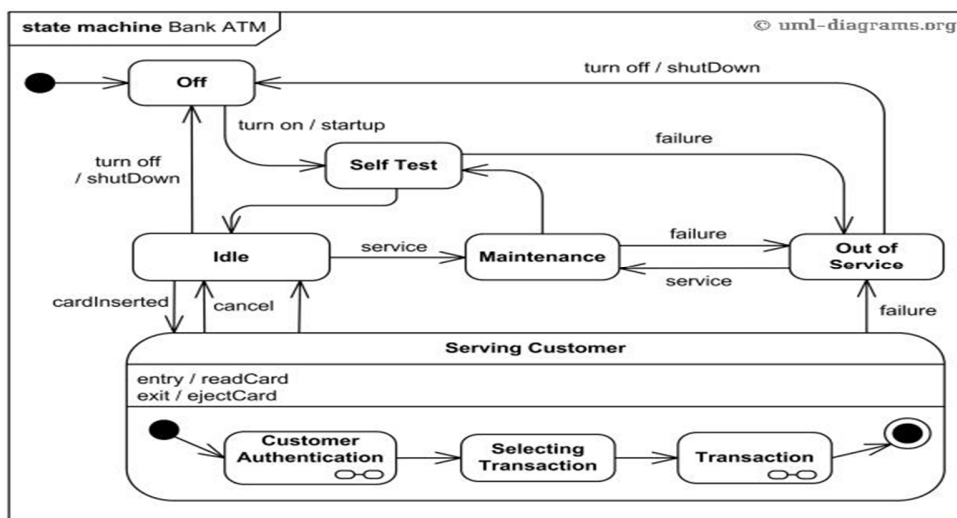 state machine Bank ATM
© uml-diagrams.org
turn off / shutDown
Off
turn on / startup
failure
turn off
/ shutDown
Self Test
Idle
service
Maintenance
failure
service
Out of
Service
cardInserted
cancel
failure
Serving Customer
entry / readCard
exit / ejectCard
Customer
Authentication
Selecting
Transaction
Transaction